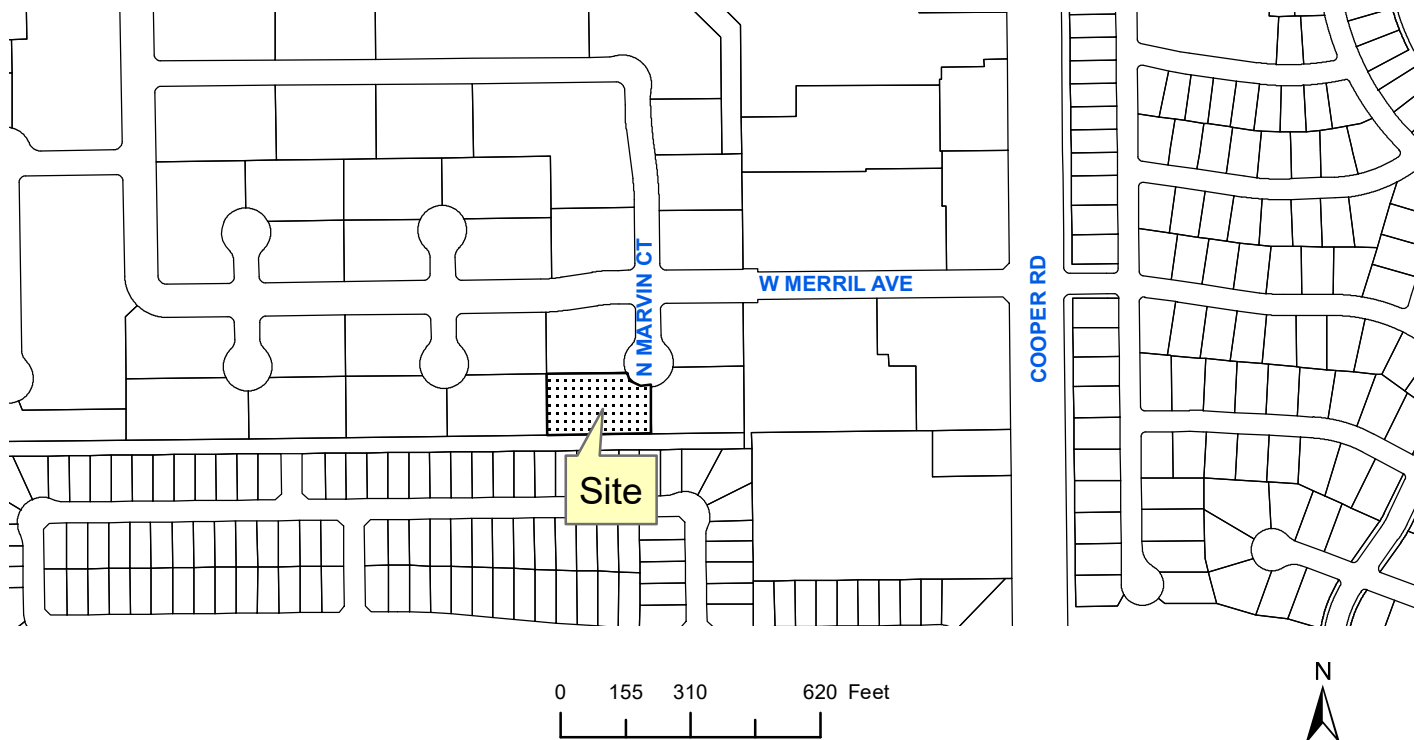 N MARVIN CT
W MERRIL AVE
COOPER RD
Site
0 155 310 620 Feet
N